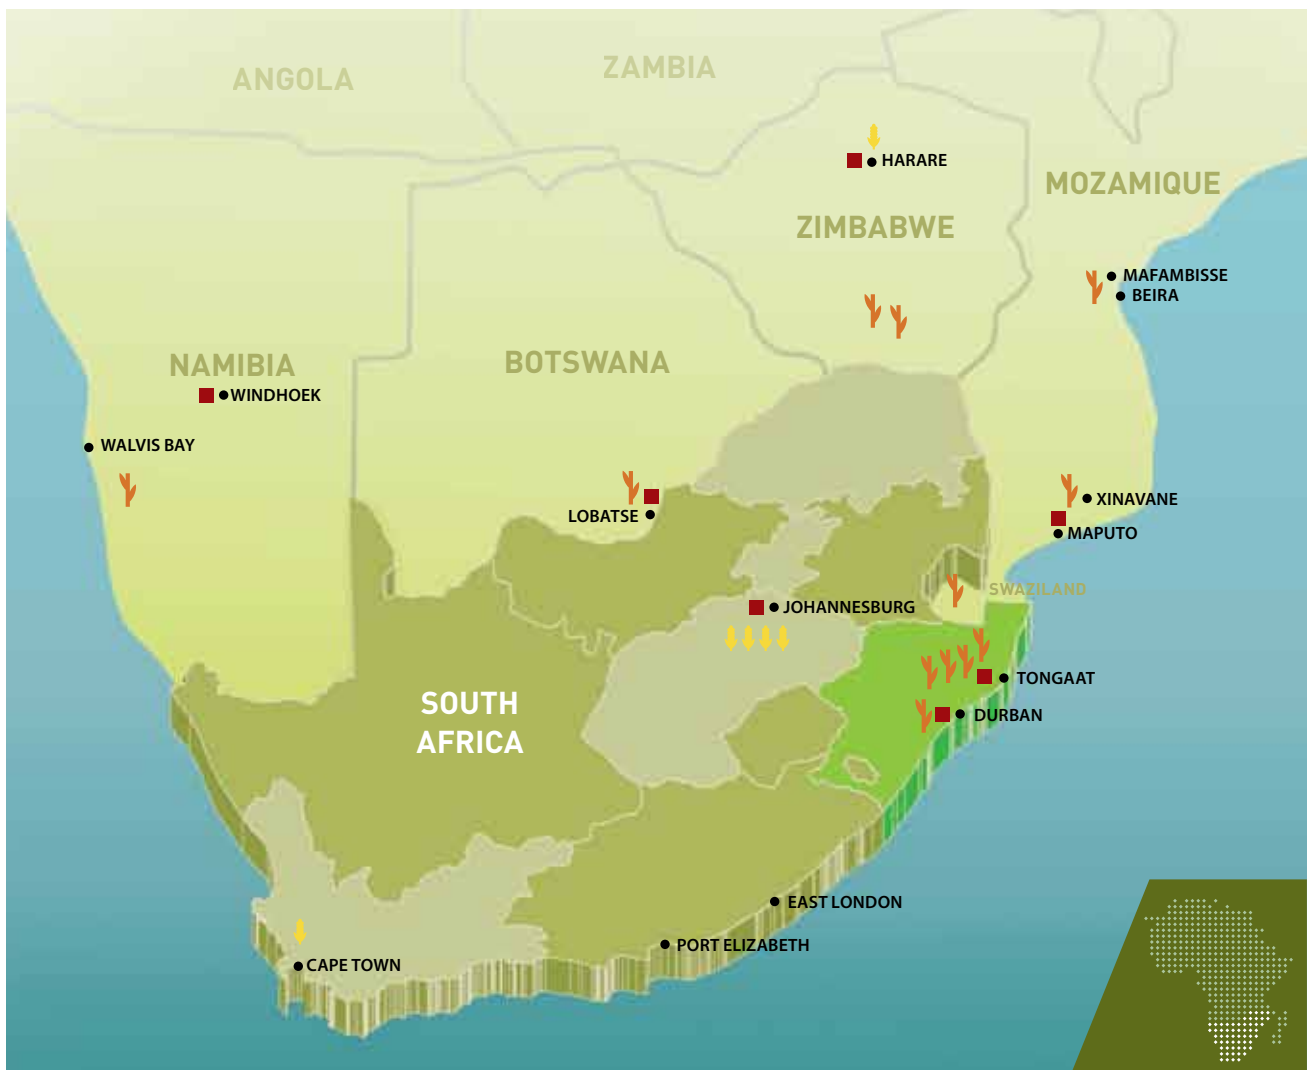 ANGOLA
ZAMBIA
HARARE
MOZAMIQUE
ZIMBABWE
MAFAMBISSE
BEIRA
NAMIBIA
BOTSWANA
WINDHOEK
WALVIS BAY
XINAVANE
LOBATSE
MAPUTO
SWAZILAND
JOHANNESBURG
TONGAAT
SOUTH
AFRICA
DURBAN
EAST LONDON
PORT ELIZABETH
CAPE TOWN